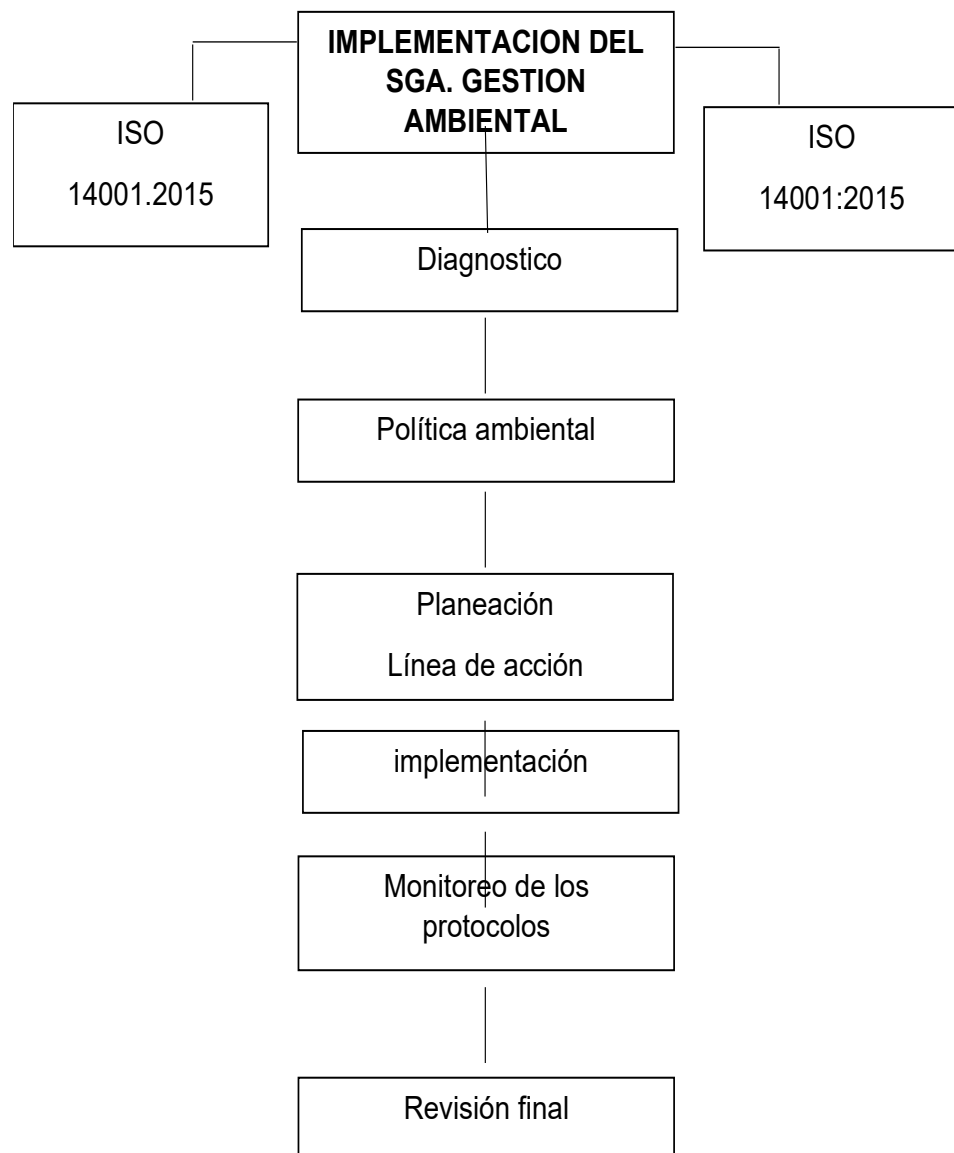 IMPLEMENTACION DEL
SGA. GESTION
AMBIENTAL
ISO
14001.2015
ISO
14001:2015
Diagnostico
Política ambiental
Planeación
Línea de acción
implementación
Monitoreo de los
protocolos
Revisión final